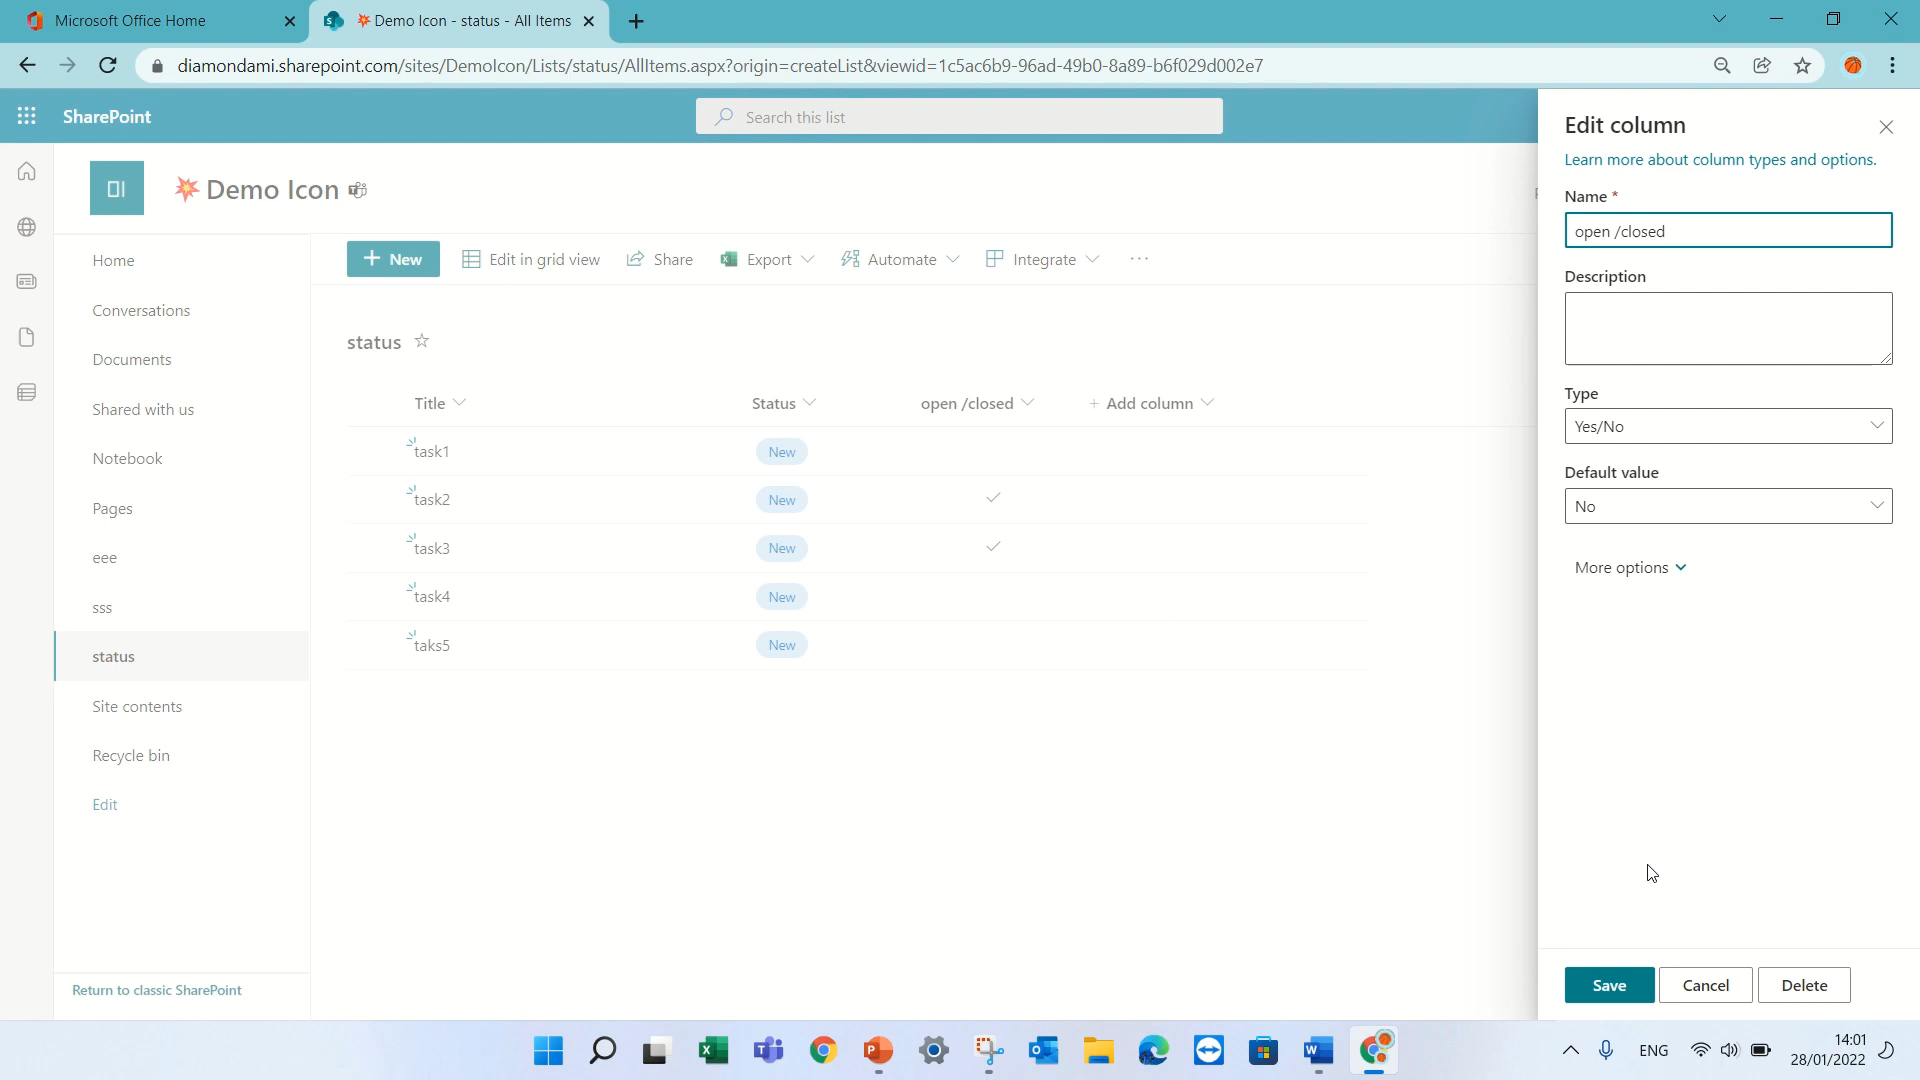 Microsoft Office Home
Demo Icon - status - All Items
diamondami.sharepoint.com/sites/DemoIcon/Lists/status/AllItems.aspx?origin=createList&viewid=1c5ac6b9-96ad-49b0-8a89-b6f029d002e7
SharePoint
Search this list
Demo Icon
Home
Conversations
Documents
Shared with us
Notebook
Pages
eee
sss
status
Site contents
Recycle bin
Edit
Return to classic SharePoint
New
Edit in grid view
Share
Export
Automate
Integrate
status
Title
Status
open /closed
Add column
task1
New
task2
New
task3
New
task4
New
taks5
New
Edit column
Learn more about column types and options.
Name *
open /closed
Description
Type
Yes/No
Default value
No
More options
Save
Cancel
Delete
ENG
14:01
28/01/2022